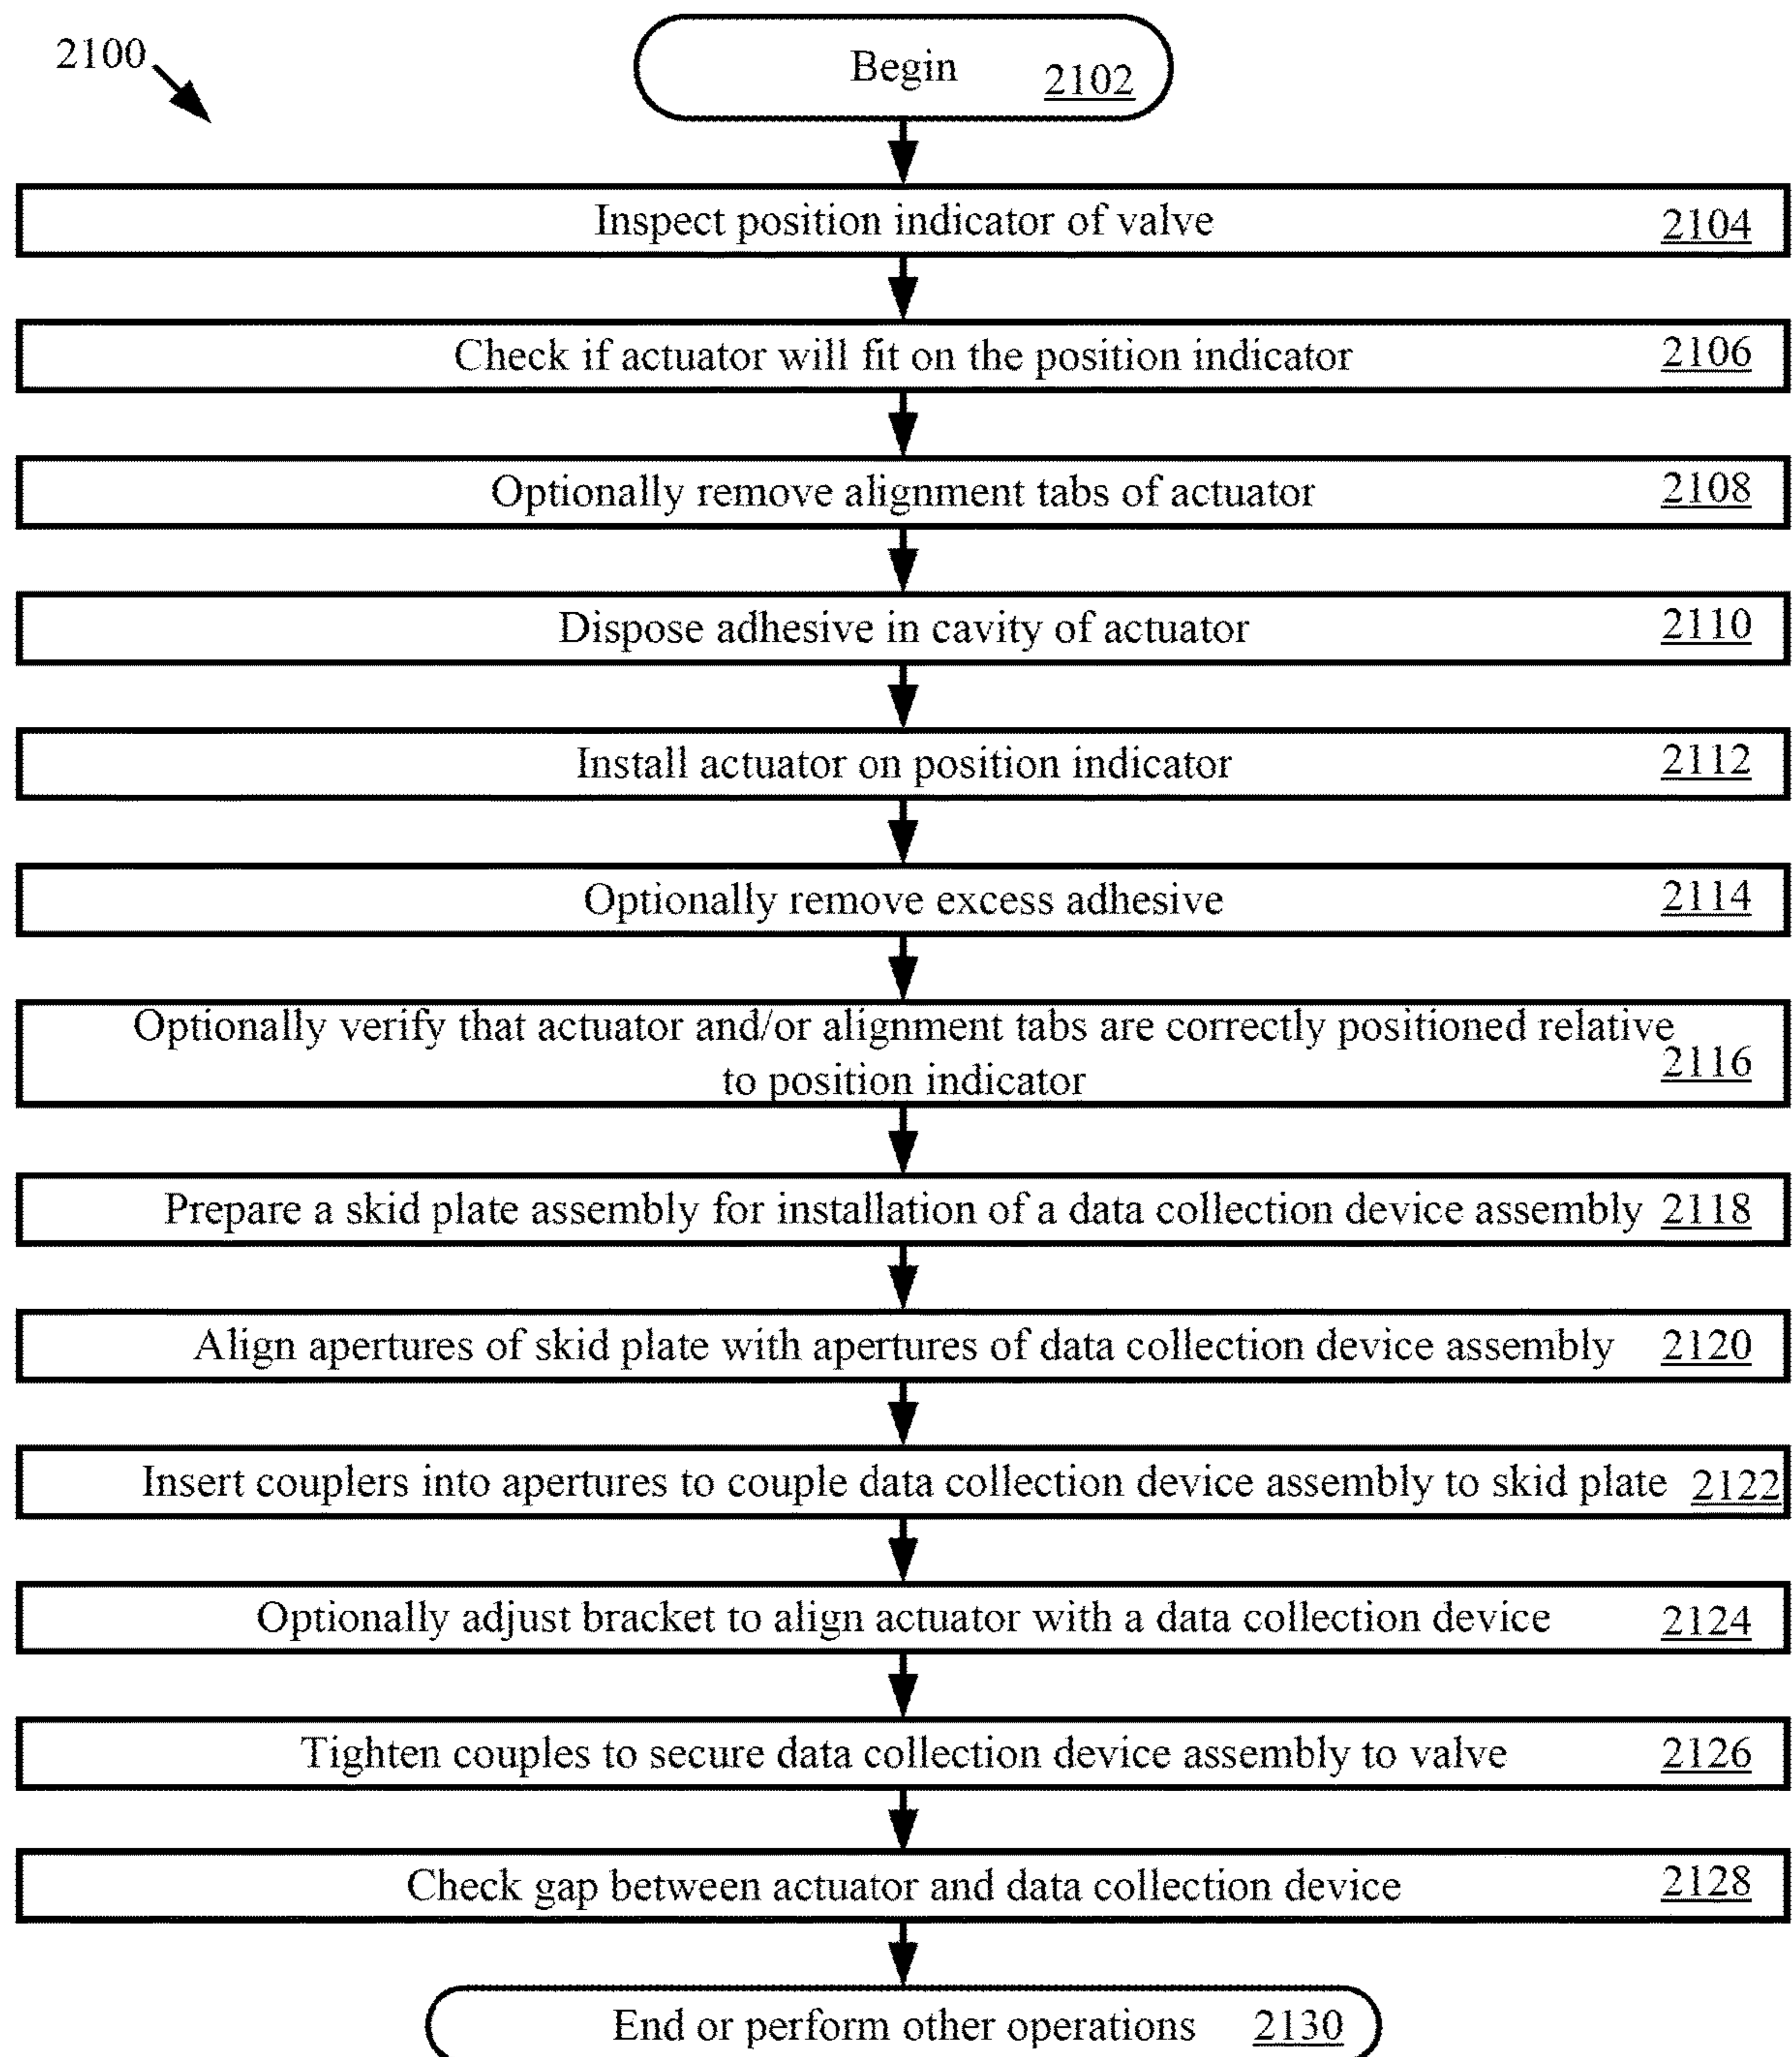 2100
Begin 2102
Inspect position indicator of valve 2104
Check if actuator will fit on the position indicator 2106
Optionally remove alignment tabs of actuator 2108
Dispose adhesive in cavity of actuator 2110
Install actuator on position indicator 2112
Optionally remove excess adhesive 2114
Optionally verify that actuator and/or alignment tabs are correctly positioned relative
to position indicator 2116
Prepare a skid plate assembly for installation of a data collection device assembly 2118
Align apertures of skid plate with apertures of data collection device assembly 2120
Insert couplers into apertures to couple data collection device assembly to skid plate 2122
Optionally adjust bracket to align actuator with a data collection device 2124
Tighten couples to secure data collection device assembly to valve 2126
Check gap between actuator and data collection device 2128
End or perform other operations 2130